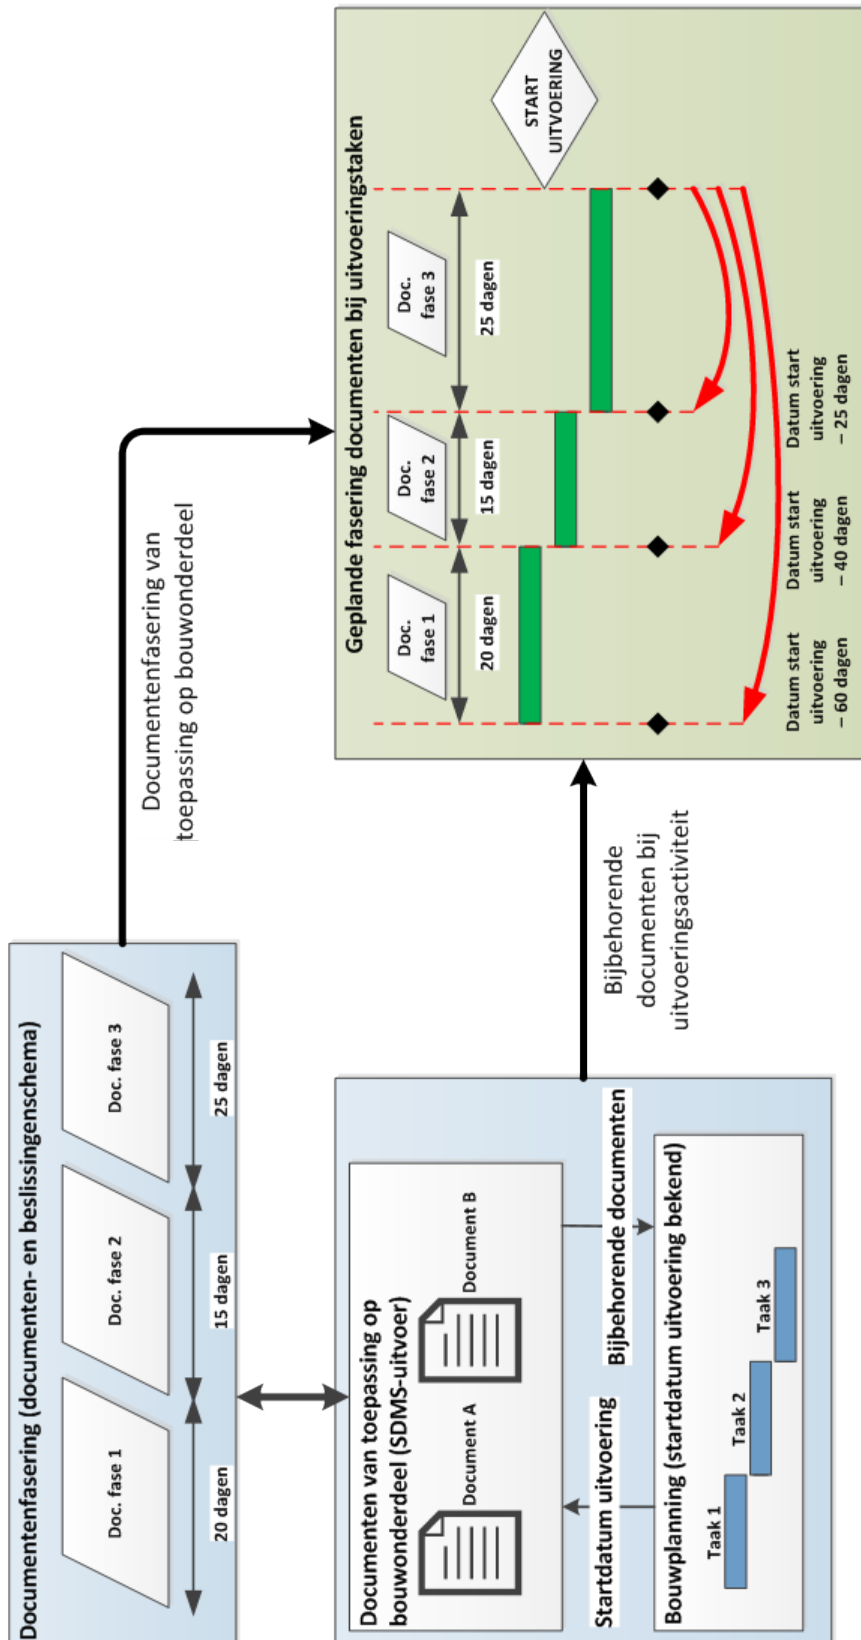 Documentenfasering (documenten- en beslissingenschema)
Doc. fase 1
Doc. fase 2
Doc. fase 3
20 dagen
15 dagen
25 dagen
Documentenfasering van
toepassing op bouwonderdeel
Documenten van toepassing op
bouwonderdeel (SDMS-uitvoer)
Document A
Document B
Startdatum uitvoering
Bijbehorende documenten
Bouwplanning (startdatum uitvoering bekend)
Taak 1
Taak 2
Taak 3
Bijbehorende
documenten bij
uitvoeringsactiviteit
Geplande fasering documenten bij uitvoeringstaken
Doc.
fase 1
Doc.
fase 2
Doc.
fase 3
20 dagen
15 dagen
25 dagen
START
UITVOERING
Datum start
uitvoering
– 60 dagen
Datum start
uitvoering
– 40 dagen
Datum start
uitvoering
– 25 dagen